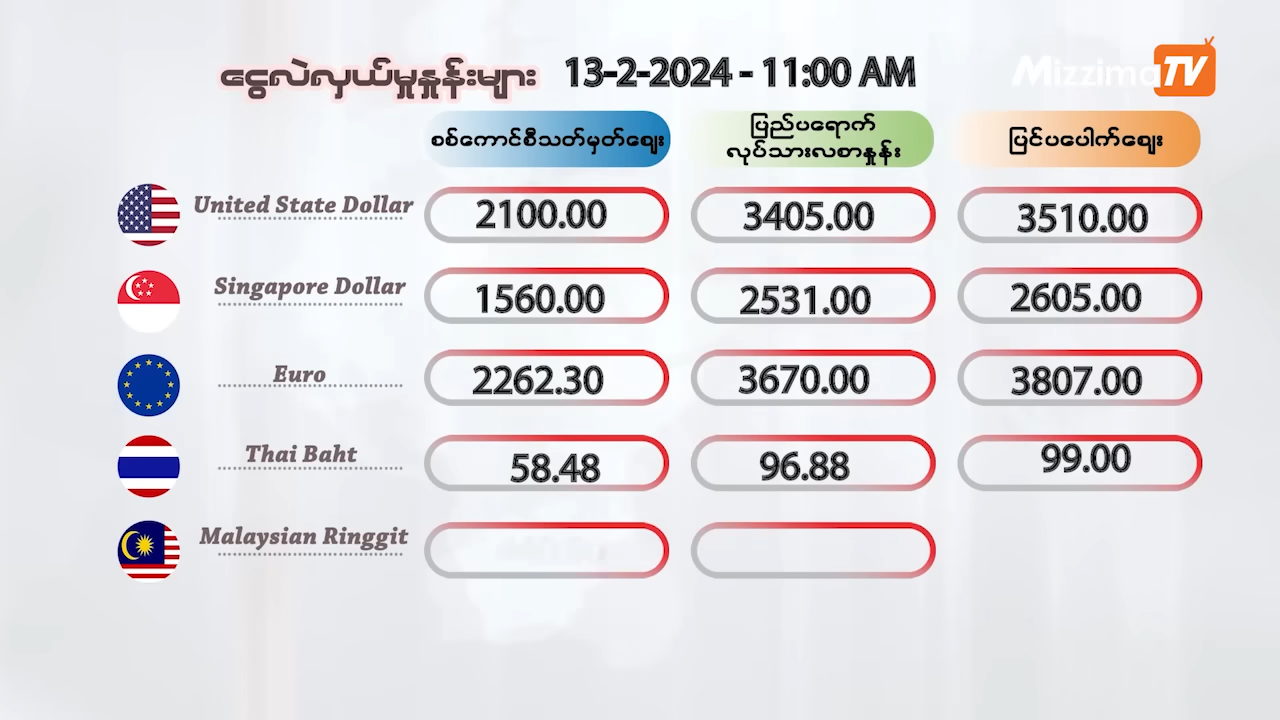 ငွေလဲလှယ်မှုနှုန်းများ 13-2-2024 - 11:00 AM
Mizzima TV
စစ်ကောင်စီသတ်မှတ်ဈေး
ပြည်ပရောက်
လုပ်သားလစာနှုန်း
ပြင်ပပေါက်ဈေး
United State Dollar 2100.00 3405.00 3510.00
Singapore Dollar 1560.00 2531.00 2605.00
Euro 2262.30 3670.00 3807.00
Thai Baht 58.48 96.88 99.00
Malaysian Ringgit